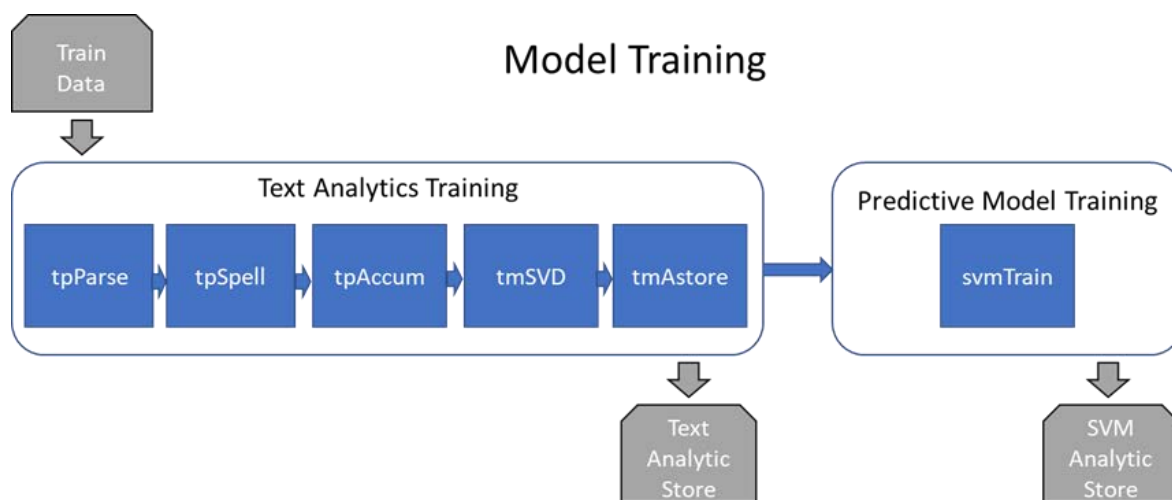 Train
Data
Model Training
Text Analytics Training
tpParse
tpSpell
tpAccum
tmSVD
tmAstore
Predictive Model Training
svmTrain
Text
Analytic
Store
SVM
Analytic
Store